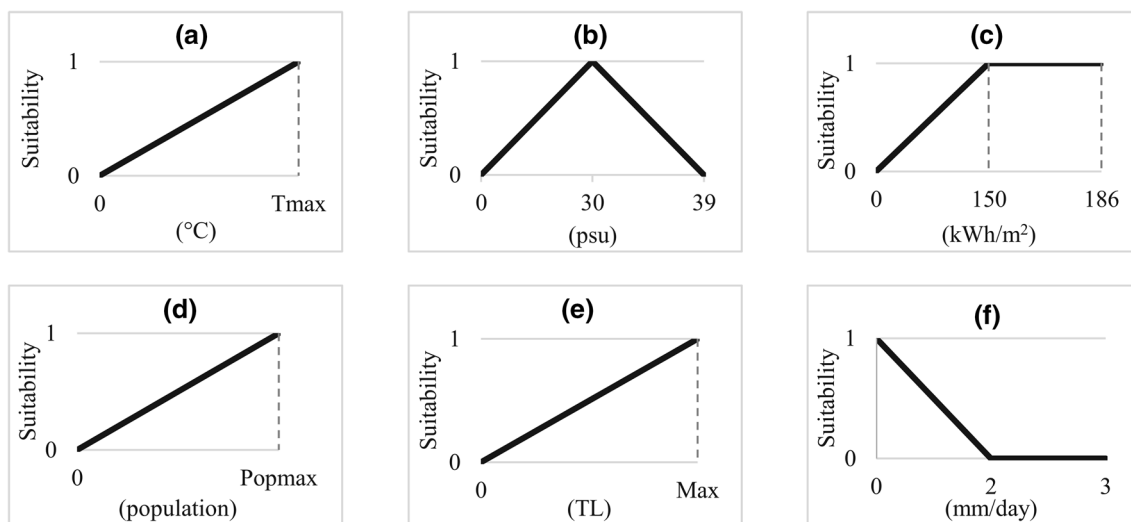 (a)
Suitability
1
0
0
Tmax
(°C)
(b)
Suitability
1
0
0 30 39
(psu)
(c)
Suitability
1
0
0 150 186
(kWh/m²)
(d)
Suitability
1
0
0
Popmax
(population)
(e)
Suitability
1
0
0
Max
(TL)
(f)
Suitability
1
0
0 2 3
(mm/day)